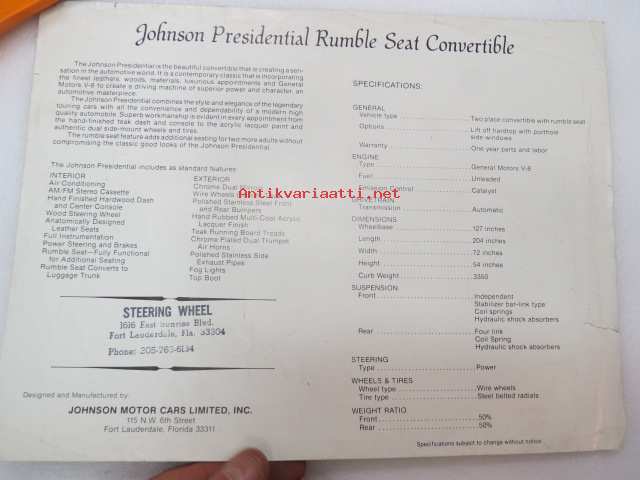 Johnson Presidential Rumble Seat Convertible
The Johnson Presidential is the beautiful convertible that is creating a sen-
sation in the automotive world. It is a contemporary classic that is incorporating
the finest leathers, woods, materials, luxurious appointments and General
Motors V-8 to create a driving machine of superior power and character, an
automotive masterpiece.
The Johnson Presidential combines the style and elegance of the legendary
touring cars with all the convenience and dependability of a modern high
quality automobile. Superb workmanship is evident in every appointment from
the hand-finished teak dash and console to the acrylic lacquer paint and
authentic dual side-mount wheels and tires.
The rumble seat feature adds additional seating for two more adults without
compromising the classic good looks of the Johnson Presidential.
The Johnson Presidential includes as standard features:
INTERIOR
Air Conditioning
AM/FM Stereo Cassette
Hand Finished Hardwood Dash
and Center Console
Wood Steering Wheel
Anatomically Designed
Leather Seats
Full Instrumentation
Power Steering and Brakes
Rumble Seat—Fully Functional
for Additional Seating
Rumble Seat Converts to
Luggage Trunk
EXTERIOR
Chrome Dual Mirrors
Wire Wheels
Polished Stainless Steel Front
and Rear Bumpers
Hand Rubbed Multi-Coat Acrylic
Lacquer Finish
Teak Running Board Treads
Chrome Plated Dual Trumpet
Air Horns
Polished Stainless Side
Exhaust Pipes
Fog Lights
Top Boot
STEERING WHEEL
1616 East Sunrise Blvd.
Fort Lauderdale, Fla. 33304
Phone: 305-763-6134
Designed and Manufactured by:
JOHNSON MOTOR CARS LIMITED, INC.
115 N.W. 6th Street
Fort Lauderdale, Florida 33311
SPECIFICATIONS:
GENERAL
Vehicle type Two place convertible with rumble seat
Options Lift off hardtop with porthole
side windows
Warranty One year parts and labor
ENGINE
Type General Motors V-8
Fuel Unleaded
Emission Control Catalyst
DRIVETRAIN
Transmission Automatic
DIMENSIONS
Wheelbase 127 inches
Length 204 inches
Width 72 inches
Height 54 inches
Curb Weight 3350
SUSPENSION
Front Independent
Stabilizer bar-link type
Coil springs
Hydraulic shock absorbers
Rear Four link
Coil Spring
Hydraulic shock absorbers
STEERING
Type Power
WHEELS & TIRES
Wheel type Wire wheels
Tire type Steel belted radials
WEIGHT RATIO
Front 50%
Rear 50%
Specifications subject to change without notice
Antikvariaatti.net